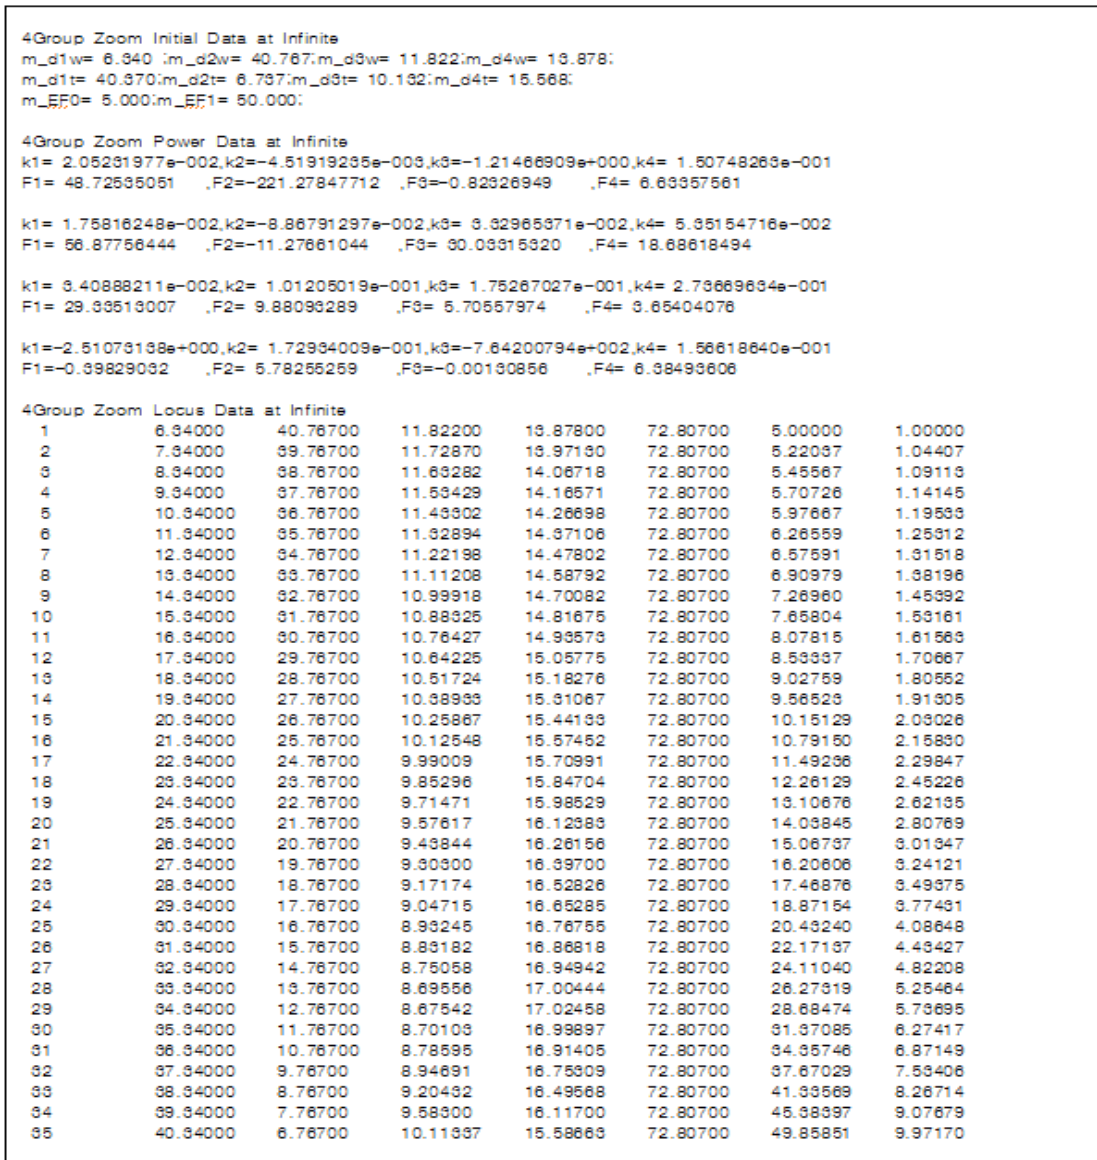 4Group Zoom Initial Data at Infinite
m_d1w= 6.340 ;m_d2w= 40.767;m_d3w= 11.822;m_d4w= 13.878;
m_d1t= 40.370;m_d2t= 6.737;m_d3t= 10.132;m_d4t= 15.568;
m_EF0= 5.000;m_EF1= 50.000;
4Group Zoom Power Data at Infinite
k1= 2.05231977e-002,k2=-4.51919235e-003,k3=-1.21466909e+000,k4= 1.50748263e-001
F1= 48.72535051 ,F2=-221.27847712 ,F3=-0.82326949 ,F4= 6.63357561
k1= 1.75816248e-002,k2=-8.86791297e-002,k3= 3.32965371e-002,k4= 5.35154716e-002
F1= 56.87756444 ,F2=-11.27661044 ,F3= 30.03315320 ,F4= 18.68618494
k1= 3.40888211e-002,k2= 1.01205019e-001,k3= 1.75267027e-001,k4= 2.73669634e-001
F1= 29.33513007 ,F2= 9.88093289 ,F3= 5.70557974 ,F4= 3.65404076
k1=-2.51073138e+000,k2= 1.72934009e-001,k3=-7.64200794e+002,k4= 1.56618640e-001
F1=-0.39829032 ,F2= 5.78255259 ,F3=-0.00130856 ,F4= 6.38493606
4Group Zoom Locus Data at Infinite
1 6.34000 40.76700 11.82200 13.87800 72.80700 5.00000 1.00000
2 7.34000 39.76700 11.72870 13.97130 72.80700 5.22037 1.04407
3 8.34000 38.76700 11.63282 14.06718 72.80700 5.45567 1.09113
4 9.34000 37.76700 11.53429 14.16571 72.80700 5.70726 1.14145
5 10.34000 36.76700 11.43302 14.26698 72.80700 5.97667 1.19533
6 11.34000 35.76700 11.32894 14.37106 72.80700 6.26559 1.25312
7 12.34000 34.76700 11.22198 14.47802 72.80700 6.57591 1.31518
8 13.34000 33.76700 11.11208 14.58792 72.80700 6.90979 1.38196
9 14.34000 32.76700 10.99918 14.70082 72.80700 7.26960 1.45392
10 15.34000 31.76700 10.88325 14.81675 72.80700 7.65804 1.53161
11 16.34000 30.76700 10.76427 14.93573 72.80700 8.07815 1.61563
12 17.34000 29.76700 10.64225 15.05775 72.80700 8.53337 1.70667
13 18.34000 28.76700 10.51724 15.18276 72.80700 9.02759 1.80552
14 19.34000 27.76700 10.38933 15.31067 72.80700 9.56523 1.91305
15 20.34000 26.76700 10.25867 15.44133 72.80700 10.15129 2.03026
16 21.34000 25.76700 10.12548 15.57452 72.80700 10.79150 2.15830
17 22.34000 24.76700 9.99009 15.70991 72.80700 11.49236 2.29847
18 23.34000 23.76700 9.85296 15.84704 72.80700 12.26129 2.45226
19 24.34000 22.76700 9.71471 15.98529 72.80700 13.10676 2.62135
20 25.34000 21.76700 9.57617 16.12383 72.80700 14.03845 2.80769
21 26.34000 20.76700 9.43844 16.26156 72.80700 15.06737 3.01347
22 27.34000 19.76700 9.30300 16.39700 72.80700 16.20606 3.24121
23 28.34000 18.76700 9.17174 16.52826 72.80700 17.46876 3.49375
24 29.34000 17.76700 9.04715 16.65285 72.80700 18.87154 3.77431
25 30.34000 16.76700 8.93245 16.76755 72.80700 20.43240 4.08648
26 31.34000 15.76700 8.83182 16.86818 72.80700 22.17137 4.43427
27 32.34000 14.76700 8.75058 16.94942 72.80700 24.11040 4.82208
28 33.34000 13.76700 8.69556 17.00444 72.80700 26.27319 5.25464
29 34.34000 12.76700 8.67542 17.02458 72.80700 28.68474 5.73695
30 35.34000 11.76700 8.70103 16.99897 72.80700 31.37085 6.27417
31 36.34000 10.76700 8.78595 16.91405 72.80700 34.35746 6.87149
32 37.34000 9.76700 8.94691 16.75309 72.80700 37.67029 7.53406
33 38.34000 8.76700 9.20432 16.49568 72.80700 41.33569 8.26714
34 39.34000 7.76700 9.58300 16.11700 72.80700 45.38397 9.07679
35 40.34000 6.76700 10.11337 15.58663 72.80700 49.85851 9.97170